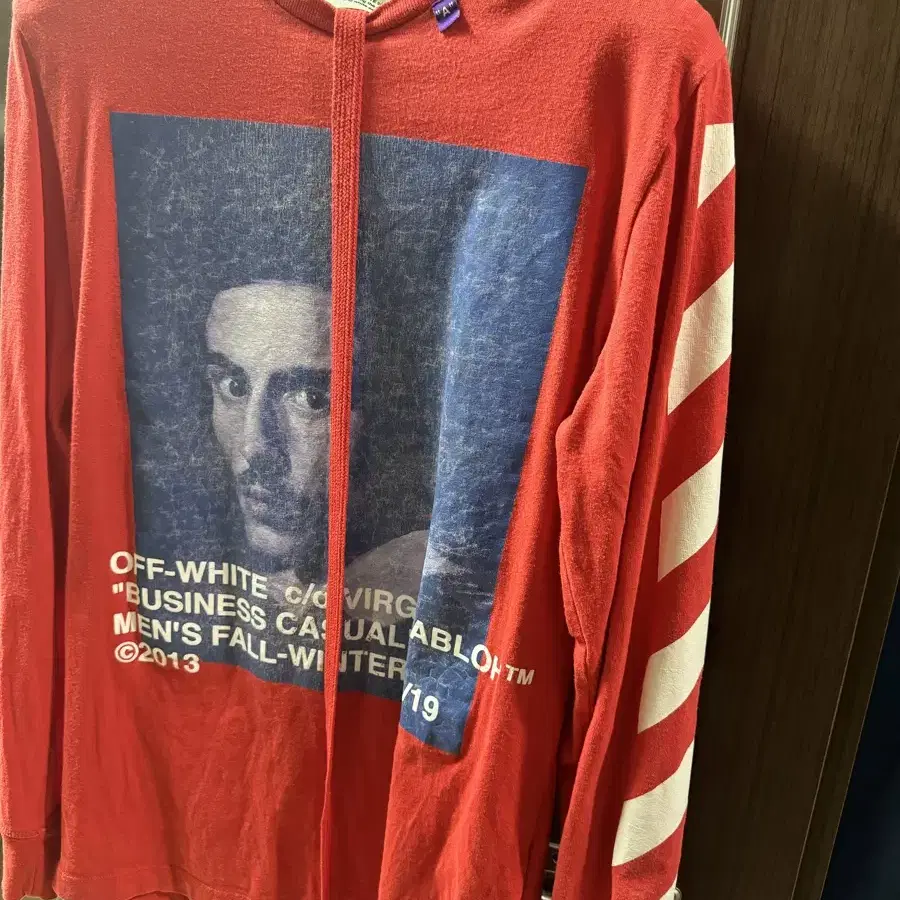 "A"
OFF-WHITE c/o VIRG
"BUSINESS CASUAL ABLOH™
MEN'S FALL-WINTER /19
©2013